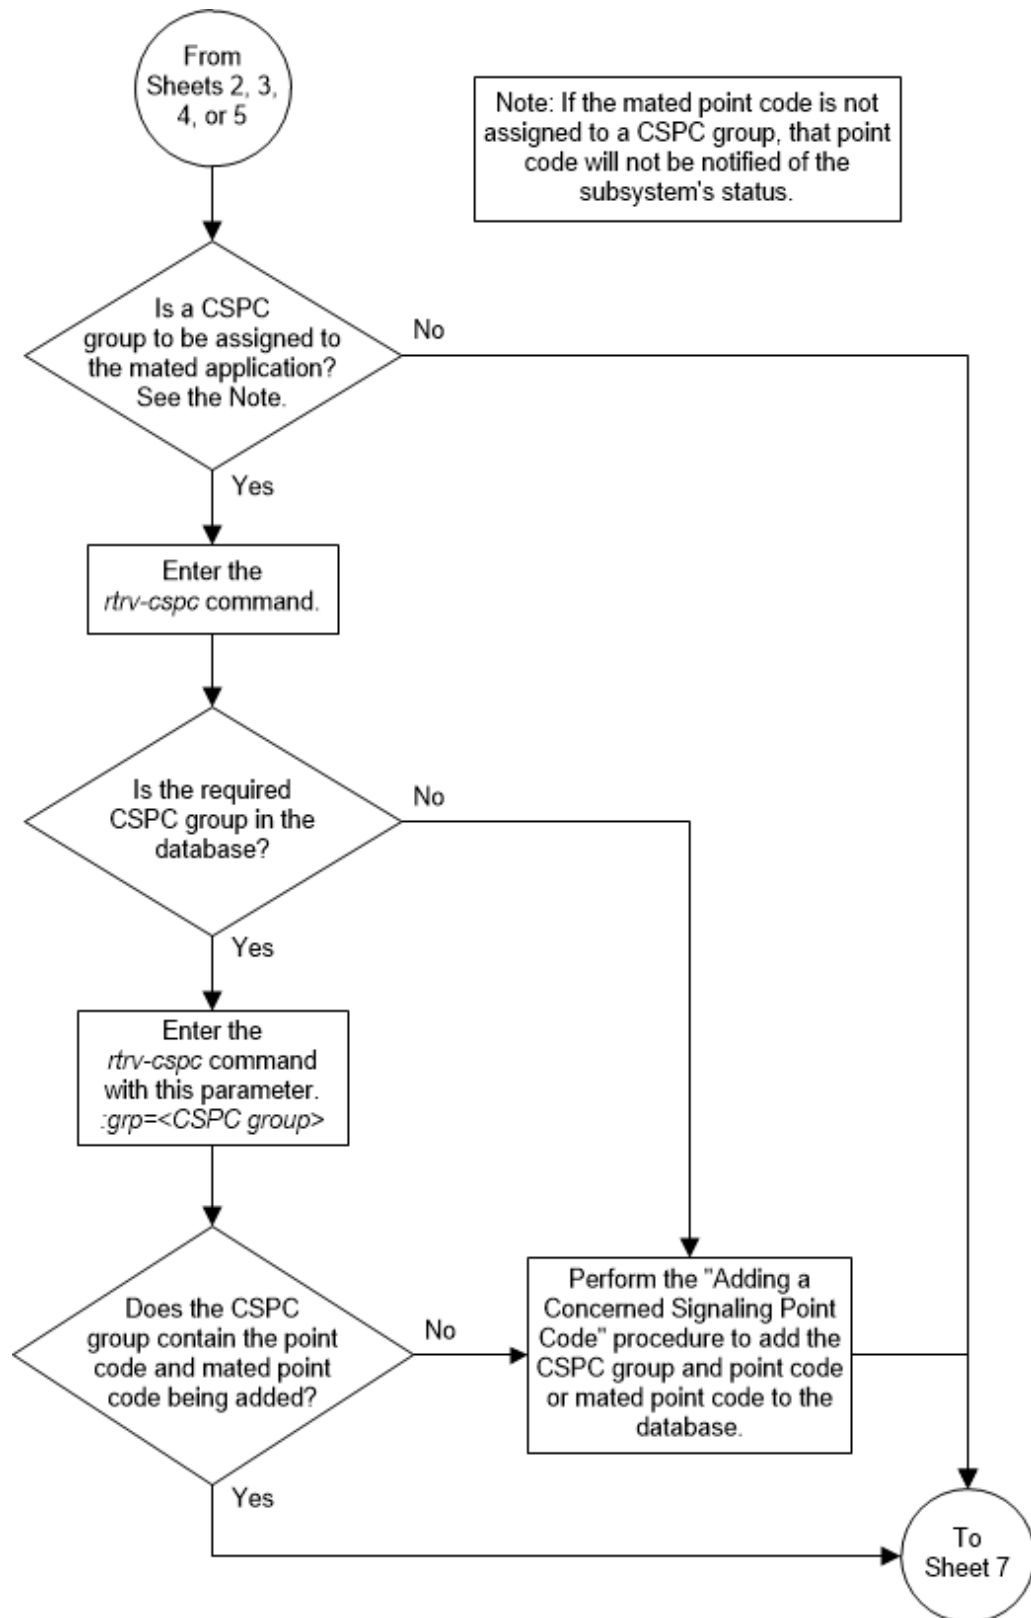 From
Sheets 2, 3,
4, or 5
Note: If the mated point code is not
assigned to a CSPC group, that point
code will not be notified of the
subsystem's status.
Is a CSPC
group to be assigned to
the mated application?
See the Note.
No
Yes
Enter the
rtrv-cspc command.
Is the required
CSPC group in the
database?
No
Yes
Enter the
rtrv-cspc command
with this parameter.
:grp=<CSPC group>
Does the CSPC
group contain the point
code and mated point
code being added?
No
Perform the "Adding a
Concerned Signaling Point
Code" procedure to add the
CSPC group and point code
or mated point code to the
database.
Yes
To
Sheet 7